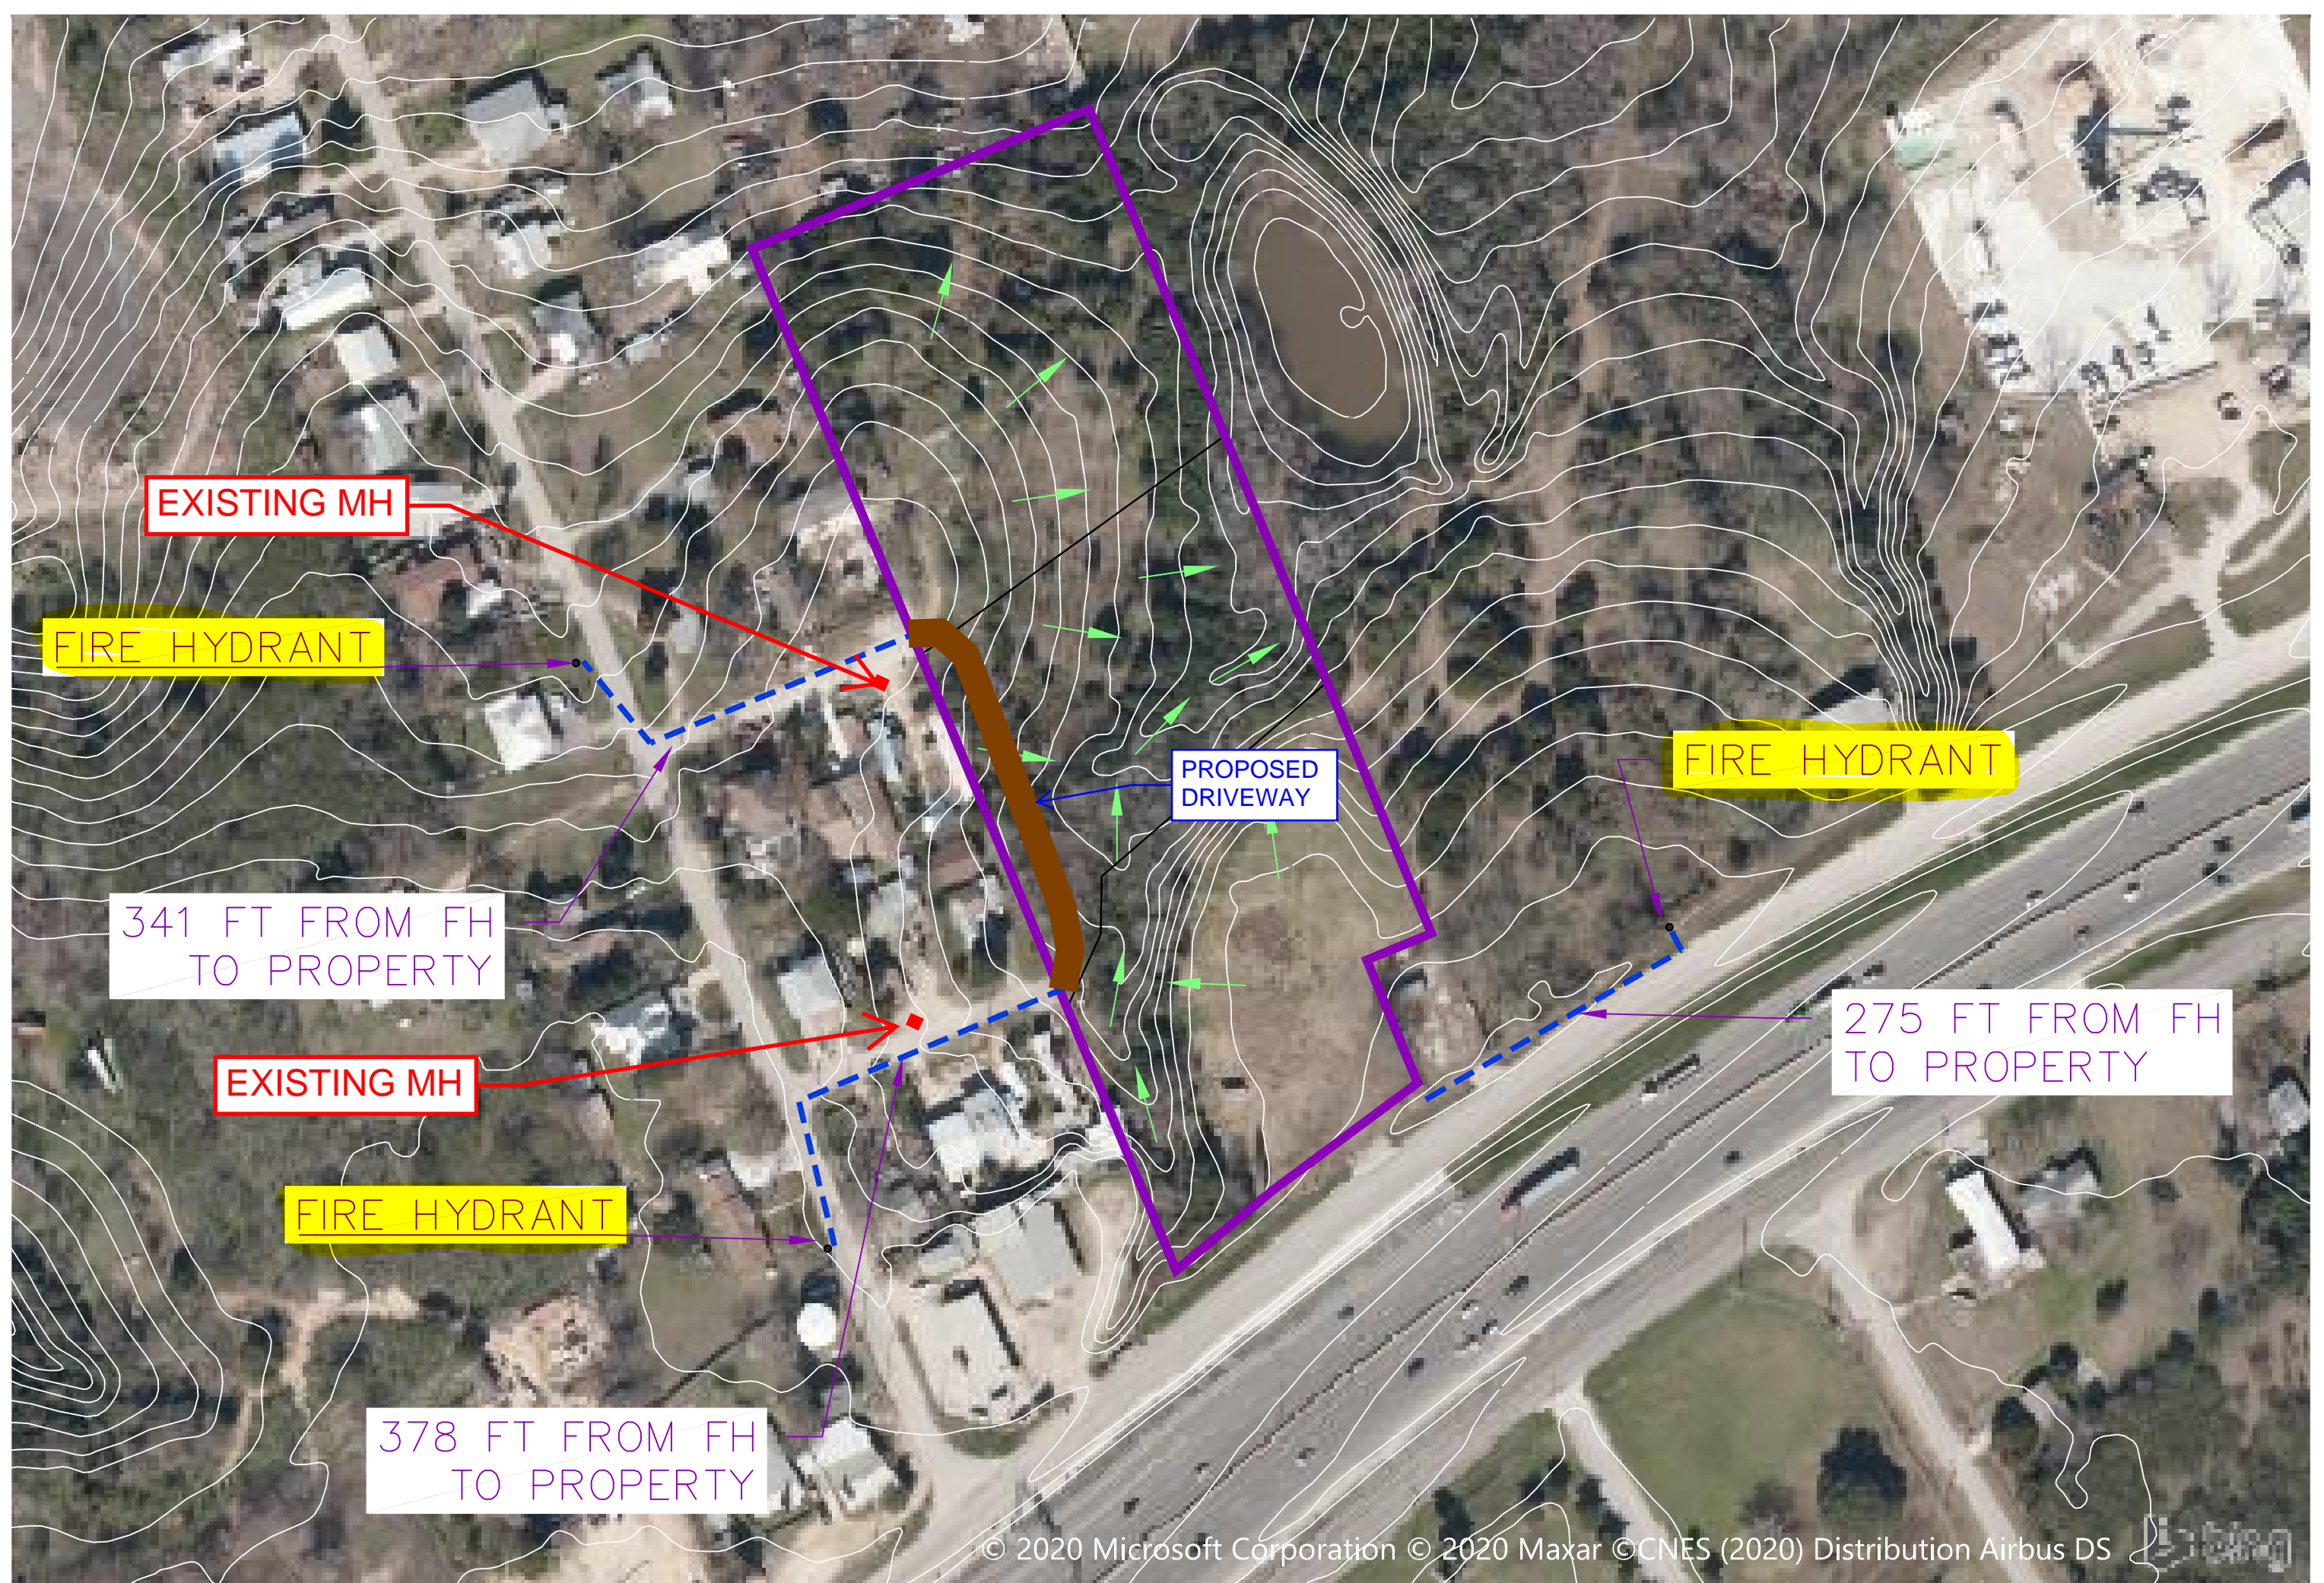 EXISTING MH
FIRE HYDRANT
FIRE HYDRANT
PROPOSED
DRIVEWAY
341 FT FROM FH
TO PROPERTY
275 FT FROM FH
TO PROPERTY
EXISTING MH
FIRE HYDRANT
378 FT FROM FH
TO PROPERTY
© 2020 Microsoft Corporation © 2020 Maxar ©CNES (2020) Distribution Airbus DS
bing